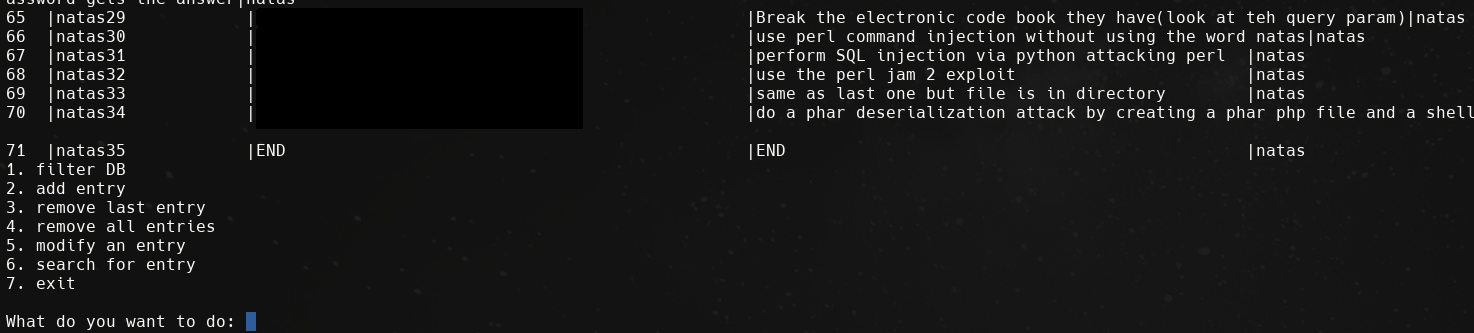 assword gets the answer|natas
65  |natas29            |                                                 |Break the electronic code book they have(look at teh query param)|natas
66  |natas30            |                                                 |use perl command injection without using the word natas|natas
67  |natas31            |                                                 |perform SQL injection via python attacking perl  |natas
68  |natas32            |                                                 |use the perl jam 2 exploit                       |natas
69  |natas33            |                                                 |same as last one but file is in directory        |natas
70  |natas34            |                                                 |do a phar deserialization attack by creating a phar php file and a shell
71  |natas35            |END                                              |END                                              |natas
1. filter DB
2. add entry
3. remove last entry
4. remove all entries
5. modify an entry
6. search for entry
7. exit
What do you want to do: